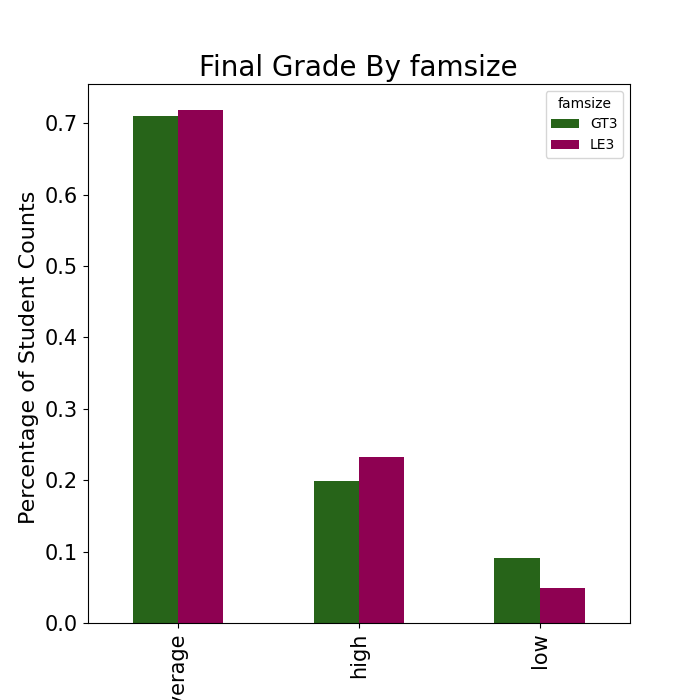 Final Grade By famsize
famsize
GT3
LE3
Percentage of Student Counts
0.7
0.6
0.5
0.4
0.3
0.2
0.1
0.0
verage
high
low